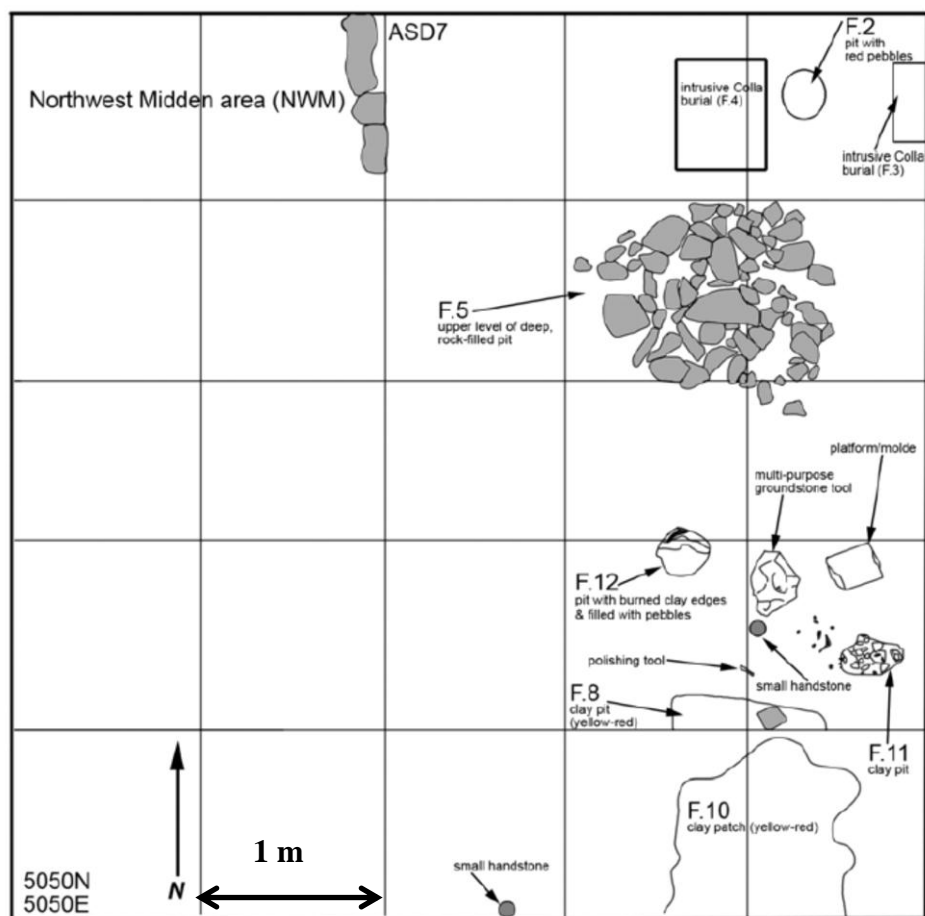 ASD7
F.2
pit with
red pebbles
Northwest Midden area (NWM)
intrusive Colla
burial (F.4)
intrusive Colla
burial (F.3)
F.5
upper level of deep,
rock-filled pit
platform/molde
multi-purpose
groundstone tool
F.12
pit with burned clay edges
& filled with pebbles
polishing tool
small handstone
F.8
clay pit
(yellow-red)
F.11
clay pit
F.10
clay patch (yellow-red)
1 m
small handstone
N
5050N
5050E